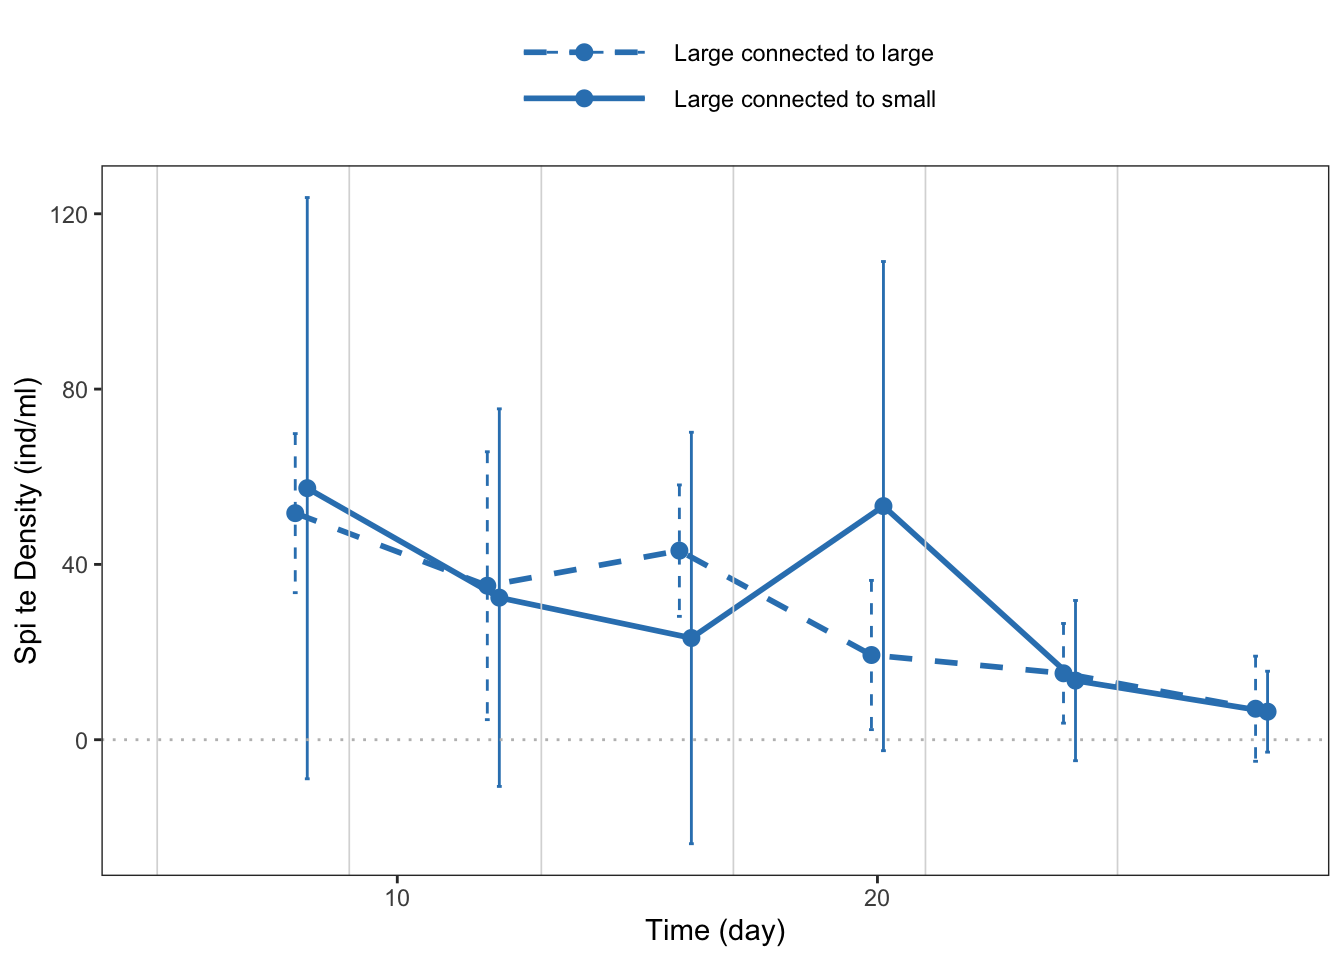 Large connected to large
Large connected to small
120
80
40
0
Spi te Density (ind/ml)
10
20
Time (day)